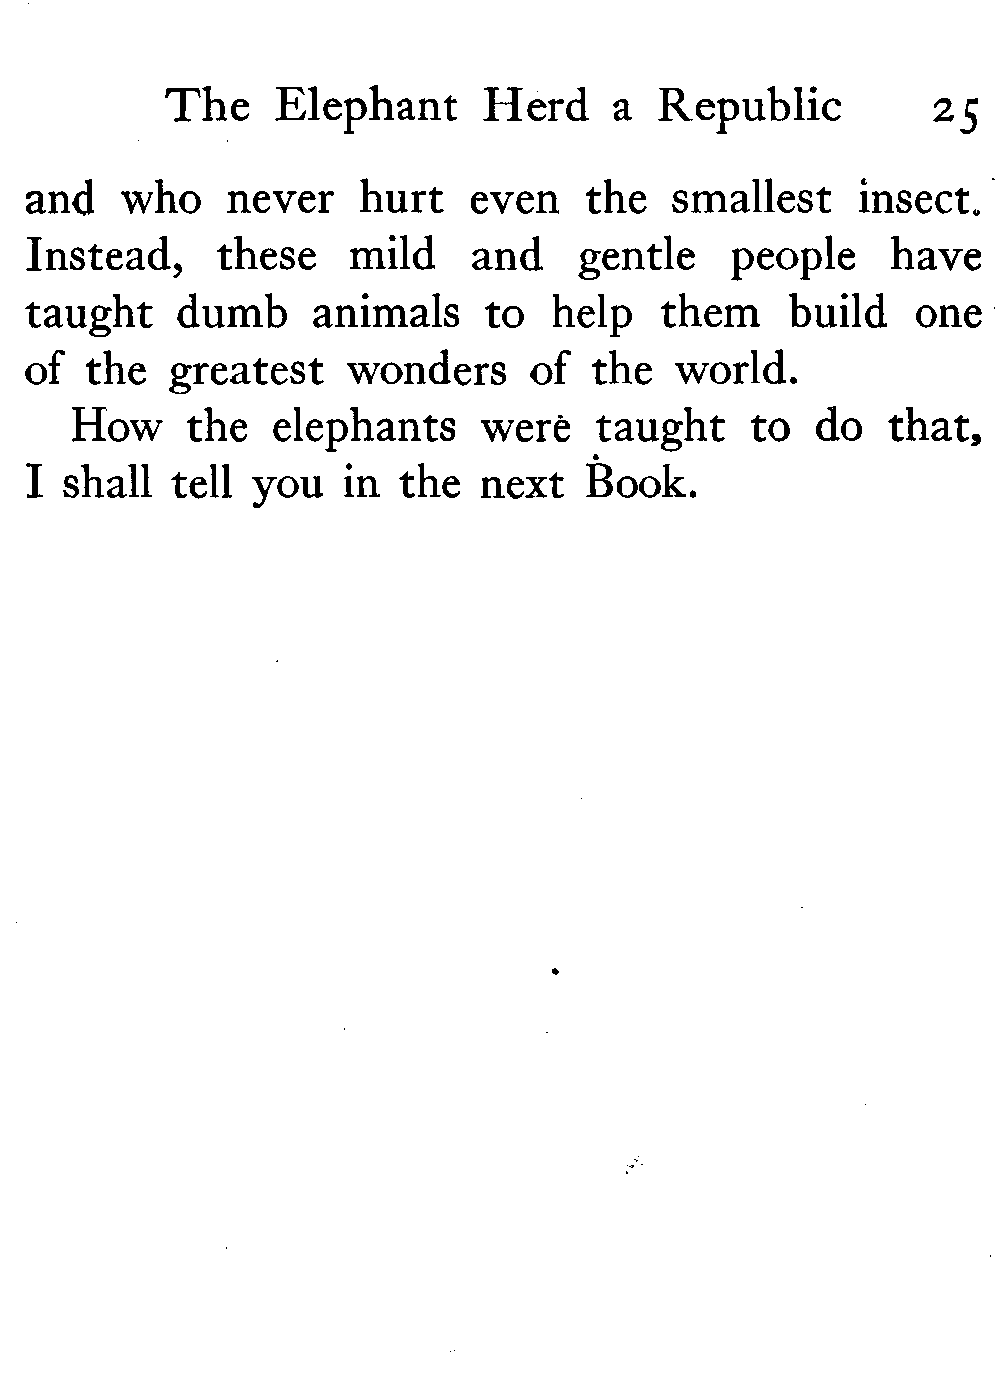 The Elephant Herd a Republic 25
and who never hurt even the smallest insect.
Instead, these mild and gentle people have
taught dumb animals to help them build one
of the greatest wonders of the world.
How the elephants were taught to do that,
I shall tell you in the next Book.